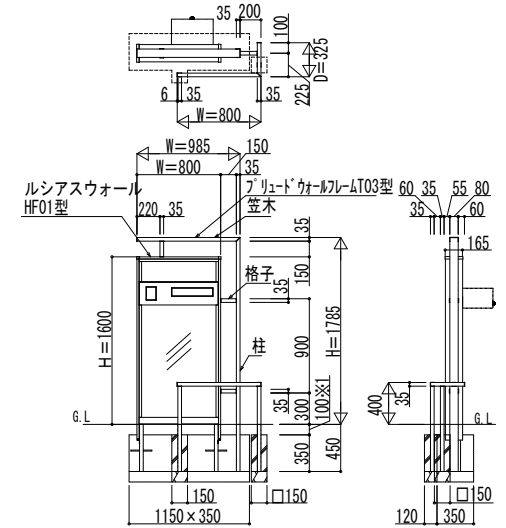 35 200
100
D=325
225
6 35 35
W=800
W=985 150
W=800 35
ルシアスウォール
HF01型
プリュードウォールフレームT03型
笠木
220 35
格子
柱
35
150
35
900
H=1785
H=1600
35
300
100※1
G.L
350
450
150 □150
1150×350
60 35 55 80
35 60
165
400
35
G.L
□150
120 350